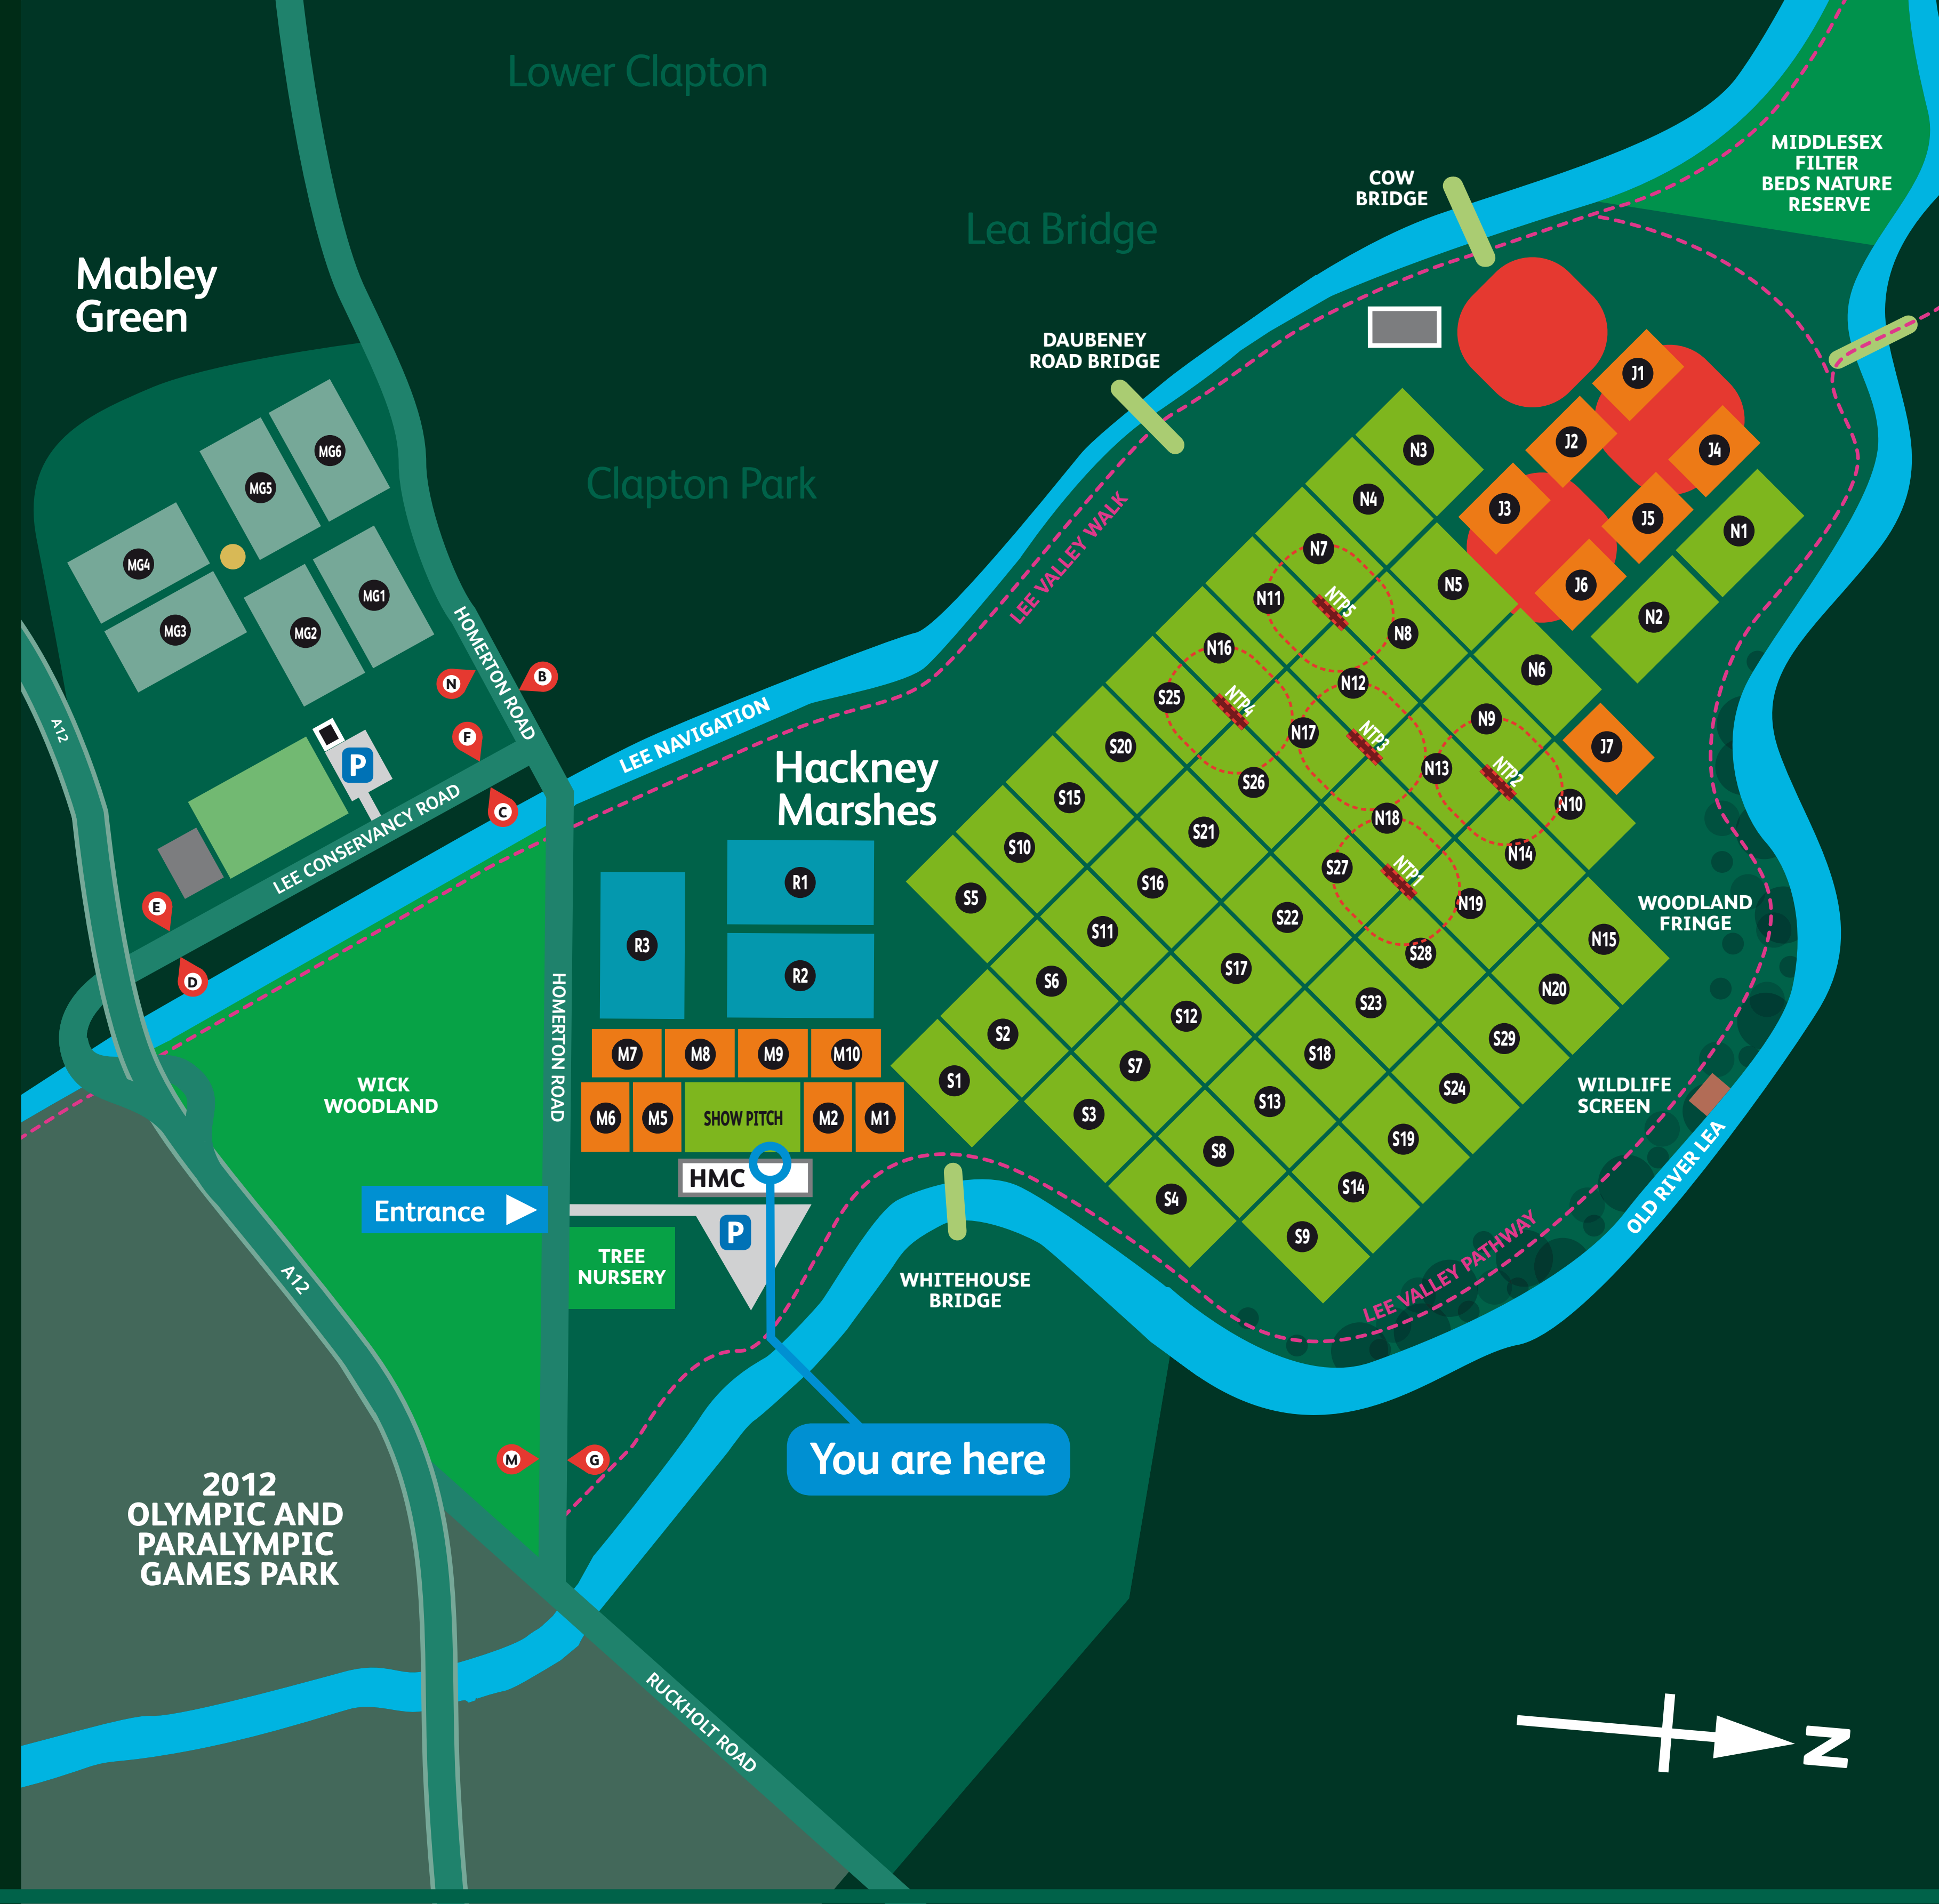 Lower Clapton
MIDDLESEX
FILTER
BEDS NATURE
RESERVE
COW
BRIDGE
Lea Bridge
Mabley
Green
DAUBENEY
ROAD BRIDGE
J1
J2
J4
N3
MG6
Clapton Park
MG5
N4
J3
J5
N1
LEE VALLEY WALK
N7
MG4
N5
J6
N11
NTP5
MG1
N2
MG3
MG2
N8
HOMERTON ROAD
N16
N6
N
B
N12
S25
NTP4
A12
LEE NAVIGATION
N9
F
N17
NTP3
S20
J7
P
Hackney
Marshes
N13
NTP2
S26
S15
N10
C
LEE CONSERVANCY ROAD
N18
S21
S10
N14
R1
S16
S27
NTP1
S5
N19
WOODLAND
FRINGE
E
S22
S11
N15
R3
S28
S17
R2
S6
D
N20
S23
S12
S2
S29
HOMERTON ROAD
M7
M8
M9
M10
S18
S7
S1
WICK
WOODLAND
WILDLIFE
SCREEN
S24
S13
M6
M5
SHOW PITCH
M2
M1
S3
S19
S8
OLD RIVER LEA
HMC
S14
S4
Entrance
P
S9
TREE
NURSERY
LEE VALLEY PATHWAY
A12
WHITEHOUSE
BRIDGE
M
G
You are here
2012
OLYMPIC AND
PARALYMPIC
GAMES PARK
RUCKHOLT ROAD
N